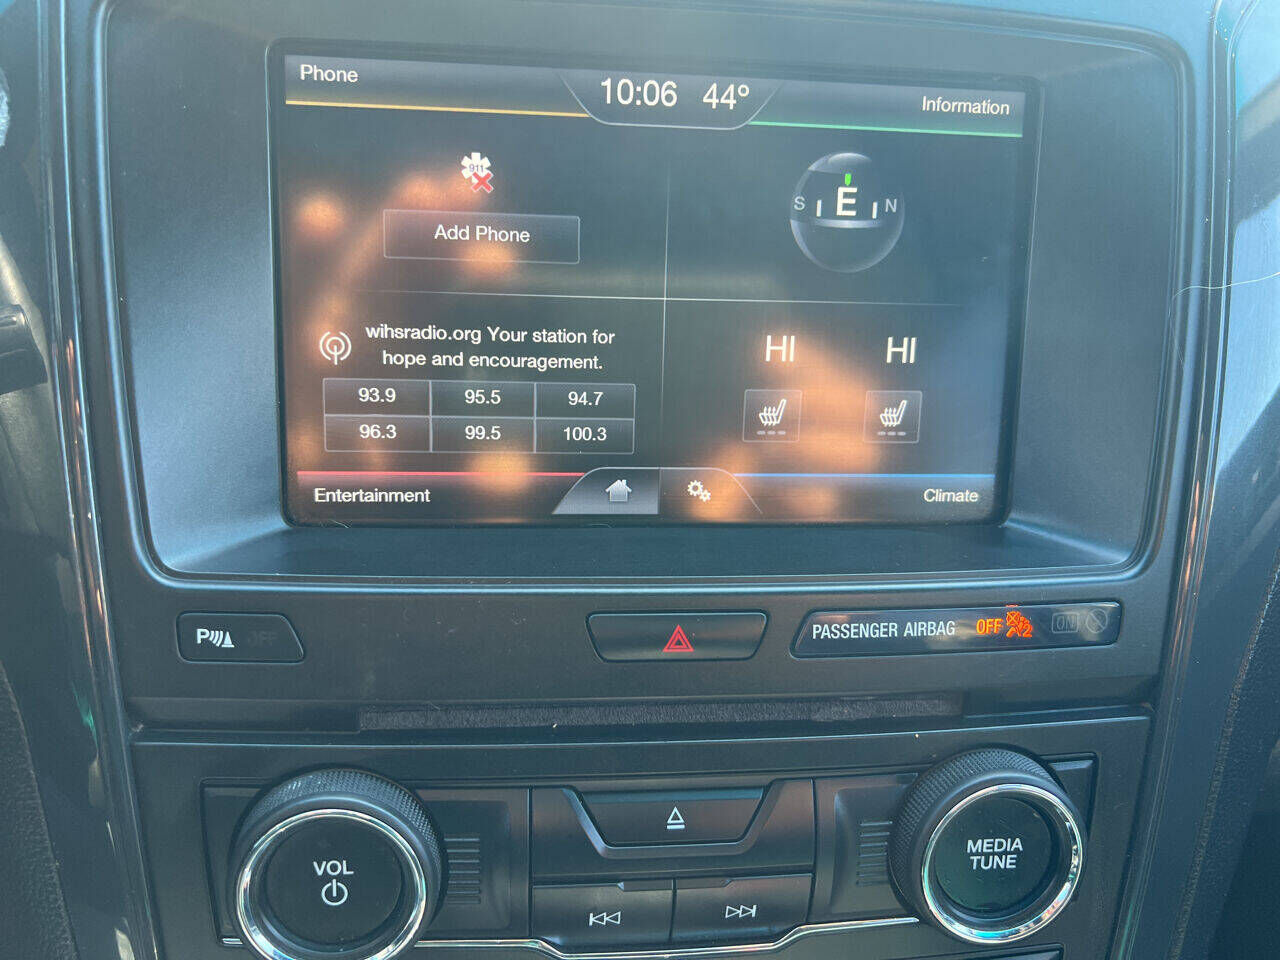 Phone
10:06 44°
Information
911
Add Phone
S E N
wihsradio.org Your station for
hope and encouragement.
93.9 95.5 94.7
96.3 99.5 100.3
HI HI
Entertainment
Climate
P OFF
PASSENGER AIRBAG OFF 2 ON
VOL
MEDIA
TUNE